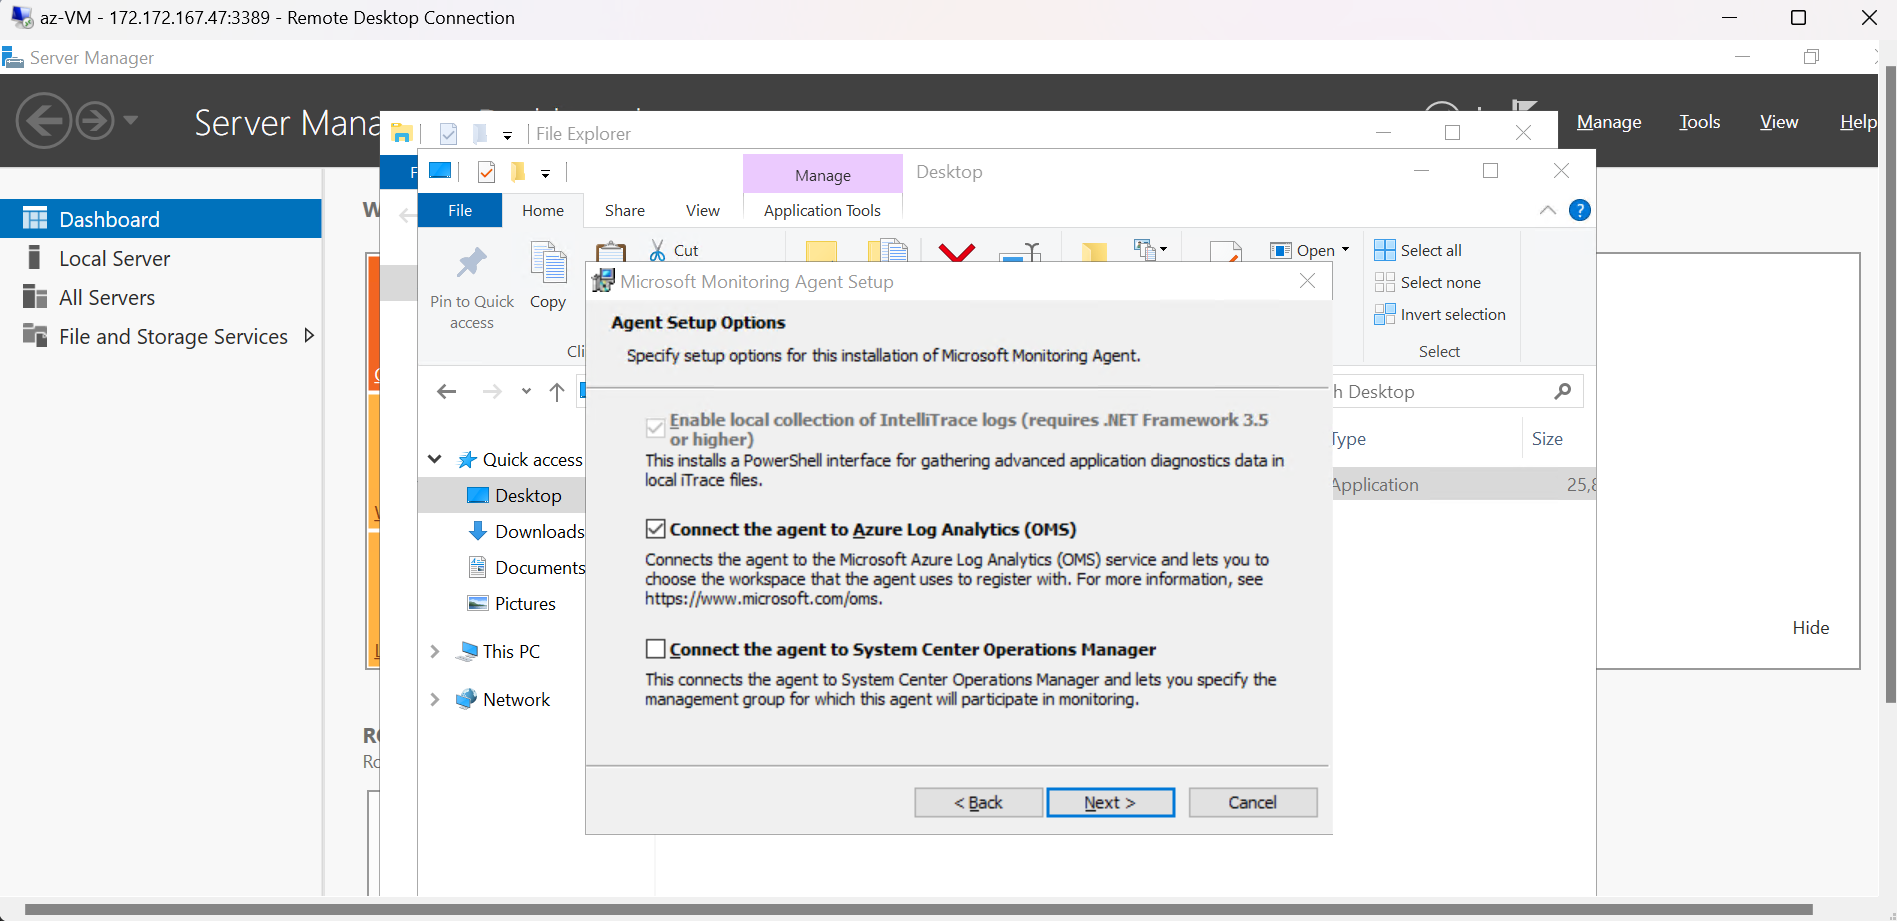 az-VM - 172.172.167.47:3389 - Remote Desktop Connection
Server Manager
Server Mana
Manage
Tools
View
Help
File Explorer
Manage
Desktop
File
Home
Share
View
Application Tools
Dashboard
Local Server
All Servers
File and Storage Services
Pin to Quick
access
Copy
Cut
Open
Select all
Select none
Invert selection
Select
Cli
Microsoft Monitoring Agent Setup
Agent Setup Options
Specify setup options for this installation of Microsoft Monitoring Agent.
h Desktop
Enable local collection of IntelliTrace logs (requires .NET Framework 3.5
or higher)
This installs a PowerShell interface for gathering advanced application diagnostics data in
local iTrace files.
Connect the agent to Azure Log Analytics (OMS)
Connects the agent to the Microsoft Azure Log Analytics (OMS) service and lets you to
choose the workspace that the agent uses to register with. For more information, see
https://www.microsoft.com/oms.
Connect the agent to System Center Operations Manager
This connects the agent to System Center Operations Manager and lets you specify the
management group for which this agent will participate in monitoring.
< Back
Next >
Cancel
Quick access
Desktop
Downloads
Documents
Pictures
This PC
Network
Type
Size
Application
25,8
Hide